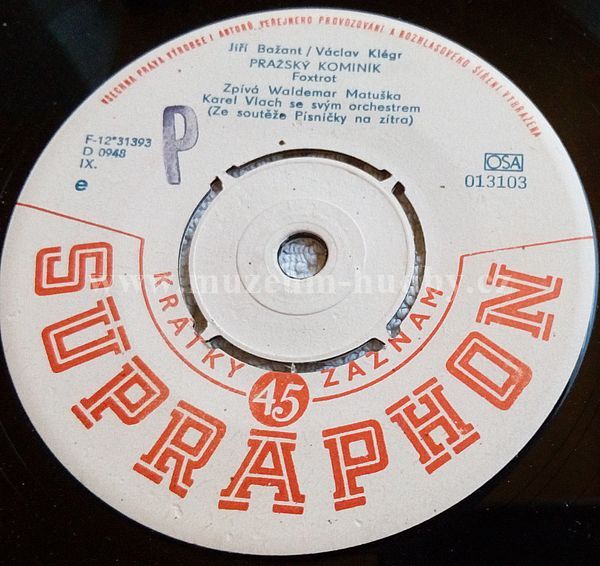 VŠECHNA PRÁVA VÝROBCE I AUTORŮ, VEŘEJNÉHO PROVOZOVÁNÍ A ROZHLASOVÉHO ŠÍŘENÍ VYHRAŽENA
Jiří Bažant / Václav Klégr
PRAŽSKÝ KOMINÍK
Foxtrot
Zpívá Waldemar Matuška
Karel Vlach se svým orchestrem
(Ze soutěže Písničky na zítra)
P
F-12*31393
D 0948
IX.
e
OSA
013103
www.muzeum-hudby.cz
KRÁTKÝ 45 ZÁZNAM
SUPRAPHON